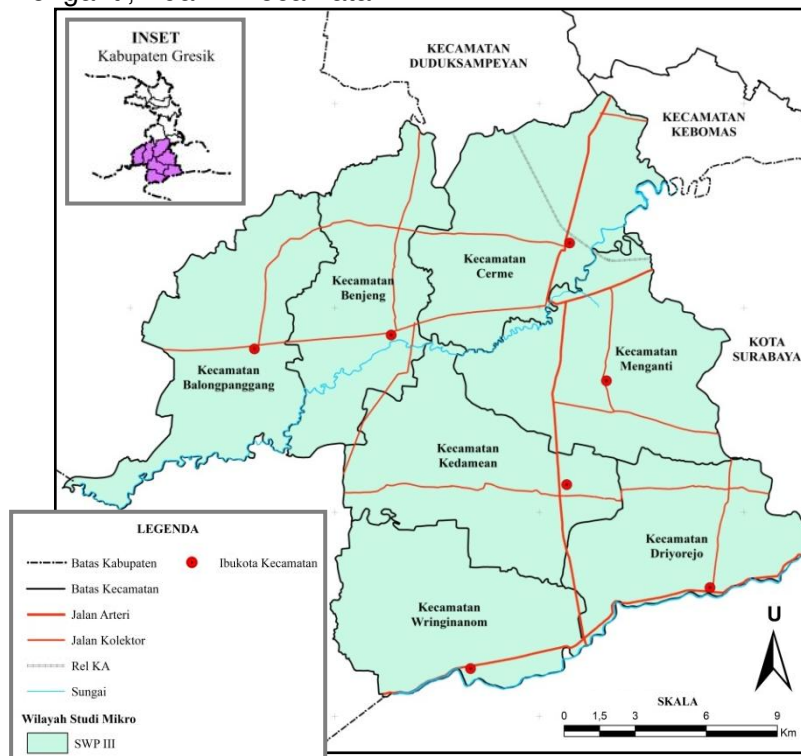 INSET
Kabupaten Gresik
KECAMATAN
DUDUKSAMPEYAN
KECAMATAN
KEBOMAS
Kecamatan
Cerme
Kecamatan
Benjeng
KOTA
SURABAYA
Kecamatan
Menganti
Kecamatan
Balongpanggang
Kecamatan
Kedamean
Kecamatan
Driyorejo
Kecamatan
Wringinanom
LEGENDA
Batas Kabupaten
Ibukota Kecamatan
Batas Kecamatan
Jalan Arteri
Jalan Kolektor
Rel KA
Sungai
Wilayah Studi Mikro
SWP III
U
SKALA
0 1,5 3 6 9
Km